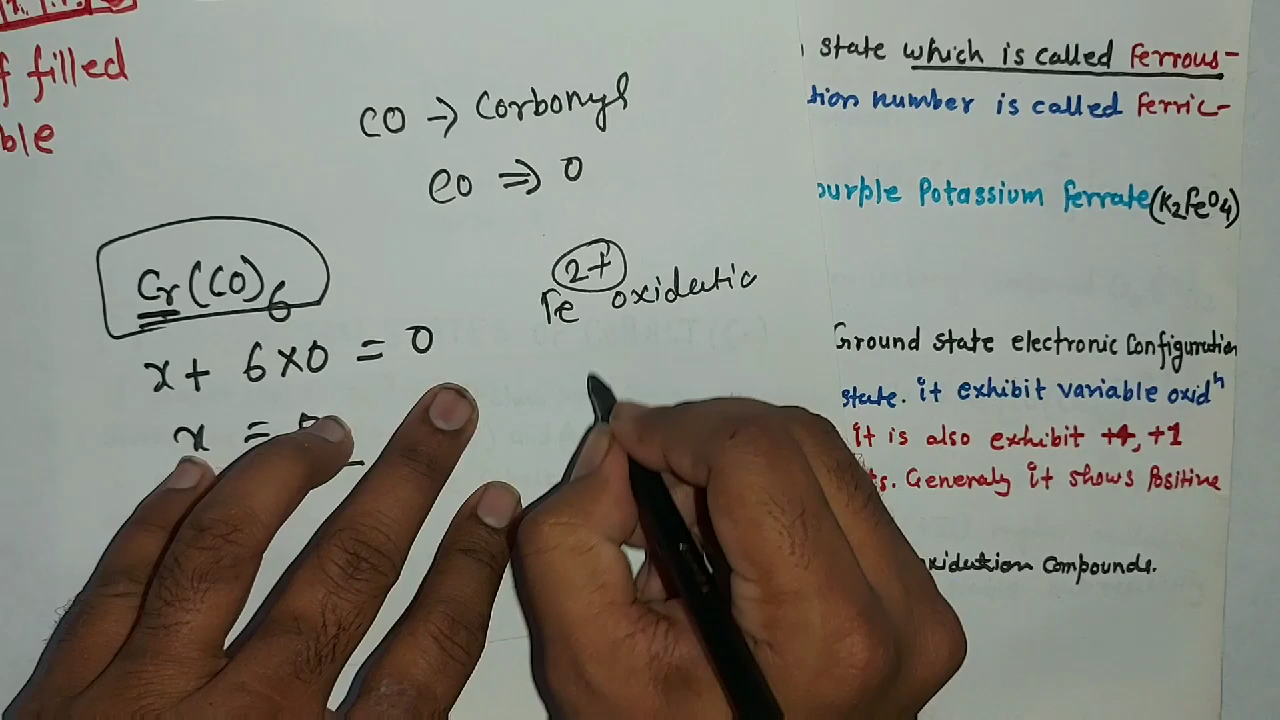 f filled
ble
CO → Corbonyl
CO ⇒ 0
Cr(CO)6
x + 6×0 = 0
x =
2+
Fe oxidatio
state which is called Ferrous-
tion number is called Ferric-
purple Potassium ferrate(K2FeO4)
Ground state electronic Configuration
state. it exhibit variable oxidn
it is also exhibit +4, +1
ts. Generaly it shows Positive
xidation Compounds.